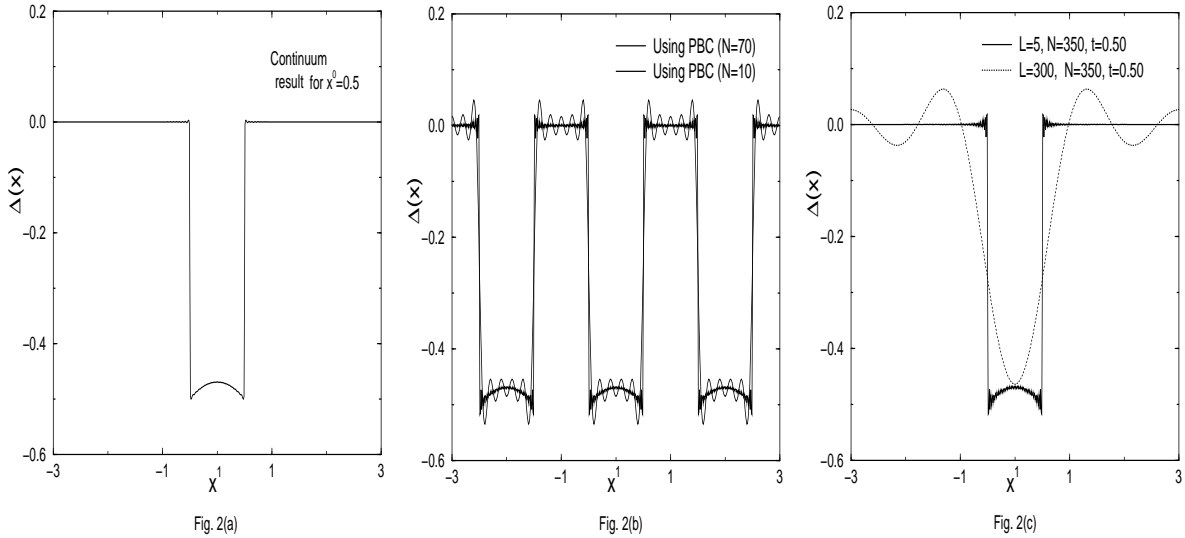 0.2
0.0
−0.2
−0.4
−0.6
Δ(x)
Continuum
result for x⁰=0.5
−3
−1
1
3
X¹
Fig. 2(a)
0.2
0.0
−0.2
−0.4
−0.6
Δ(x)
Using PBC (N=70)
Using PBC (N=10)
−3
−1
1
3
X¹
Fig. 2(b)
0.2
0.0
−0.2
−0.4
−0.6
Δ(x)
L=5, N=350, t=0.50
L=300, N=350, t=0.50
−3
−1
1
3
X¹
Fig. 2(c)